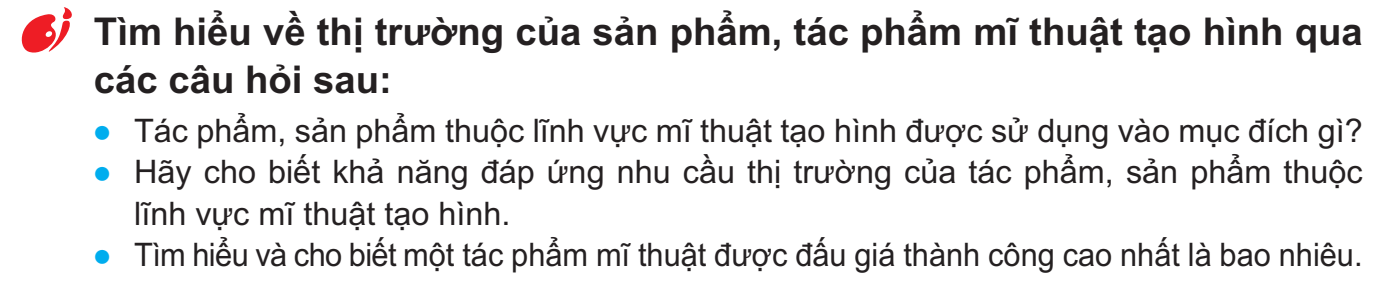 Tìm hiểu về thị trường của sản phẩm, tác phẩm mĩ thuật tạo hình qua
các câu hỏi sau:
● Tác phẩm, sản phẩm thuộc lĩnh vực mĩ thuật tạo hình được sử dụng vào mục đích gì?
● Hãy cho biết khả năng đáp ứng nhu cầu thị trường của tác phẩm, sản phẩm thuộc
lĩnh vực mĩ thuật tạo hình.
● Tìm hiểu và cho biết một tác phẩm mĩ thuật được đấu giá thành công cao nhất là bao nhiêu.